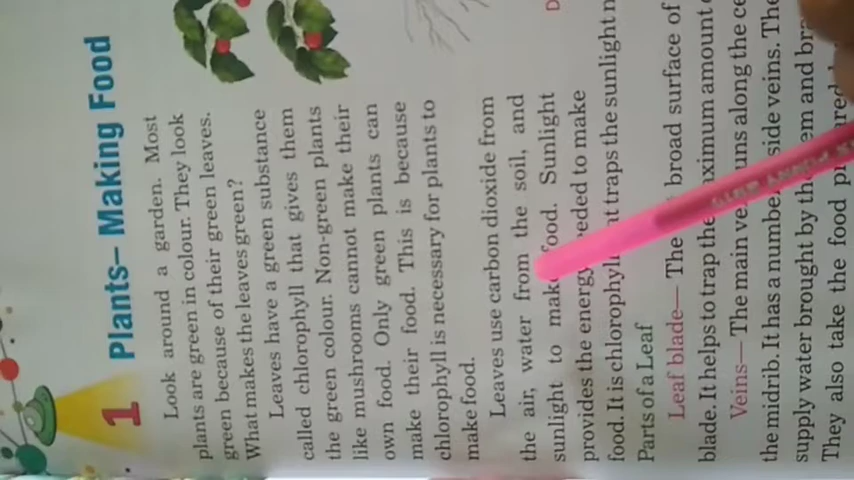 1
Plants– Making Food
Look around a garden. Most
plants are green in colour. They look
green because of their green leaves.
What makes the leaves green?
Leaves have a green substance
called chlorophyll that gives them
the green colour. Non-green plants
like mushrooms cannot make their
own food. Only green plants can
make their food. This is because
chlorophyll is necessary for plants to
make food.
Leaves use carbon dioxide from
the air, water from the soil, and
sunlight to make food. Sunlight
provides the energy needed to make
food. It is chlorophyll that traps the sunlight
Parts of a Leaf
Leaf blade— The broad surface of
blade. It helps to trap the maximum amount
Veins— The main vein runs along the
the midrib. It has a number side veins. The
supply water brought by the and
They also take the food